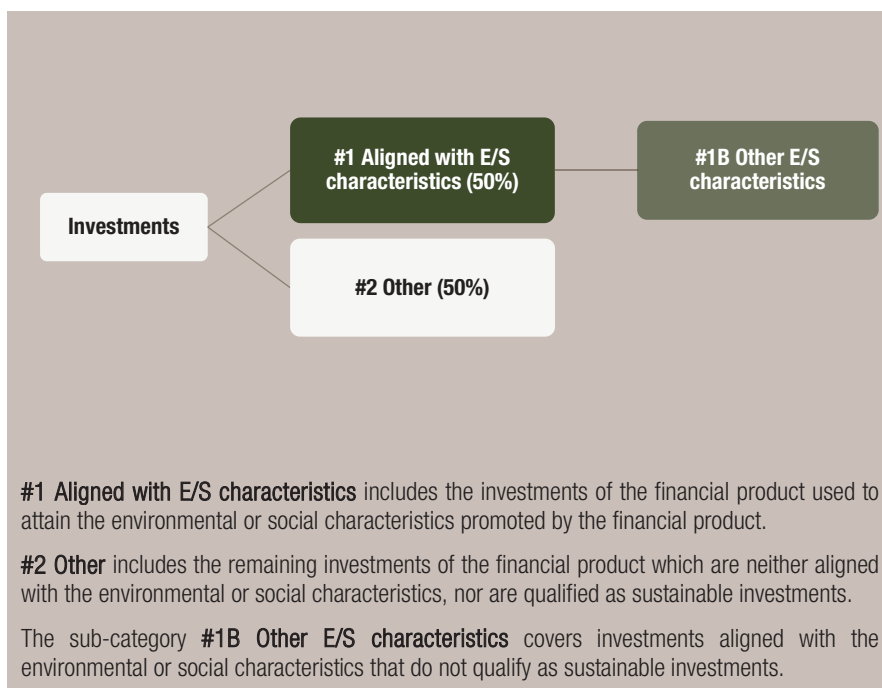 #1 Aligned with E/S
characteristics (50%)
#1B Other E/S
characteristics
Investments
#2 Other (50%)
#1 Aligned with E/S characteristics includes the investments of the financial product used to
attain the environmental or social characteristics promoted by the financial product.
#2 Other includes the remaining investments of the financial product which are neither aligned
with the environmental or social characteristics, nor are qualified as sustainable investments.
The sub-category #1B Other E/S characteristics covers investments aligned with the
environmental or social characteristics that do not qualify as sustainable investments.